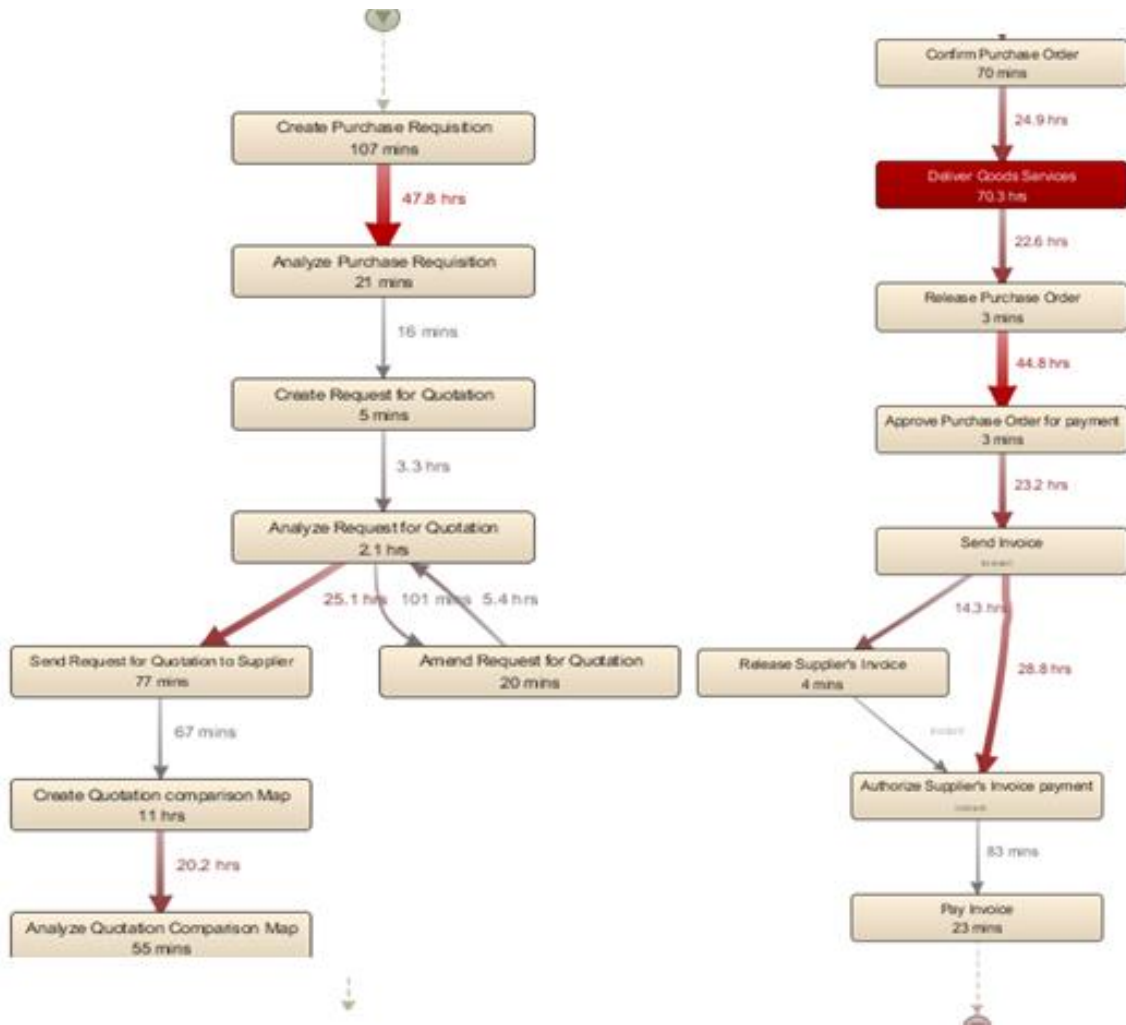 Create Purchase Requisition
107 mins
47.8 hrs
Analyze Purchase Requisition
21 mins
16 mins
Create Request for Quotation
5 mins
3.3 hrs
Analyze Request for Quotation
2.1 hrs
25.1 hrs
101 mins
5.4 hrs
Send Request for Quotation to Supplier
77 mins
Amend Request for Quotation
20 mins
67 mins
Create Quotation comparison Map
11 hrs
20.2 hrs
Analyze Quotation Comparison Map
55 mins
Confirm Purchase Order
70 mins
24.9 hrs
Deliver Goods Services
70.3 hrs
22.6 hrs
Release Purchase Order
3 mins
44.8 hrs
Approve Purchase Order for payment
3 mins
23.2 hrs
Send Invoice
14.3 hrs
28.8 hrs
Release Supplier's Invoice
4 mins
Authorize Supplier's Invoice payment
83 mins
Pay Invoice
23 mins